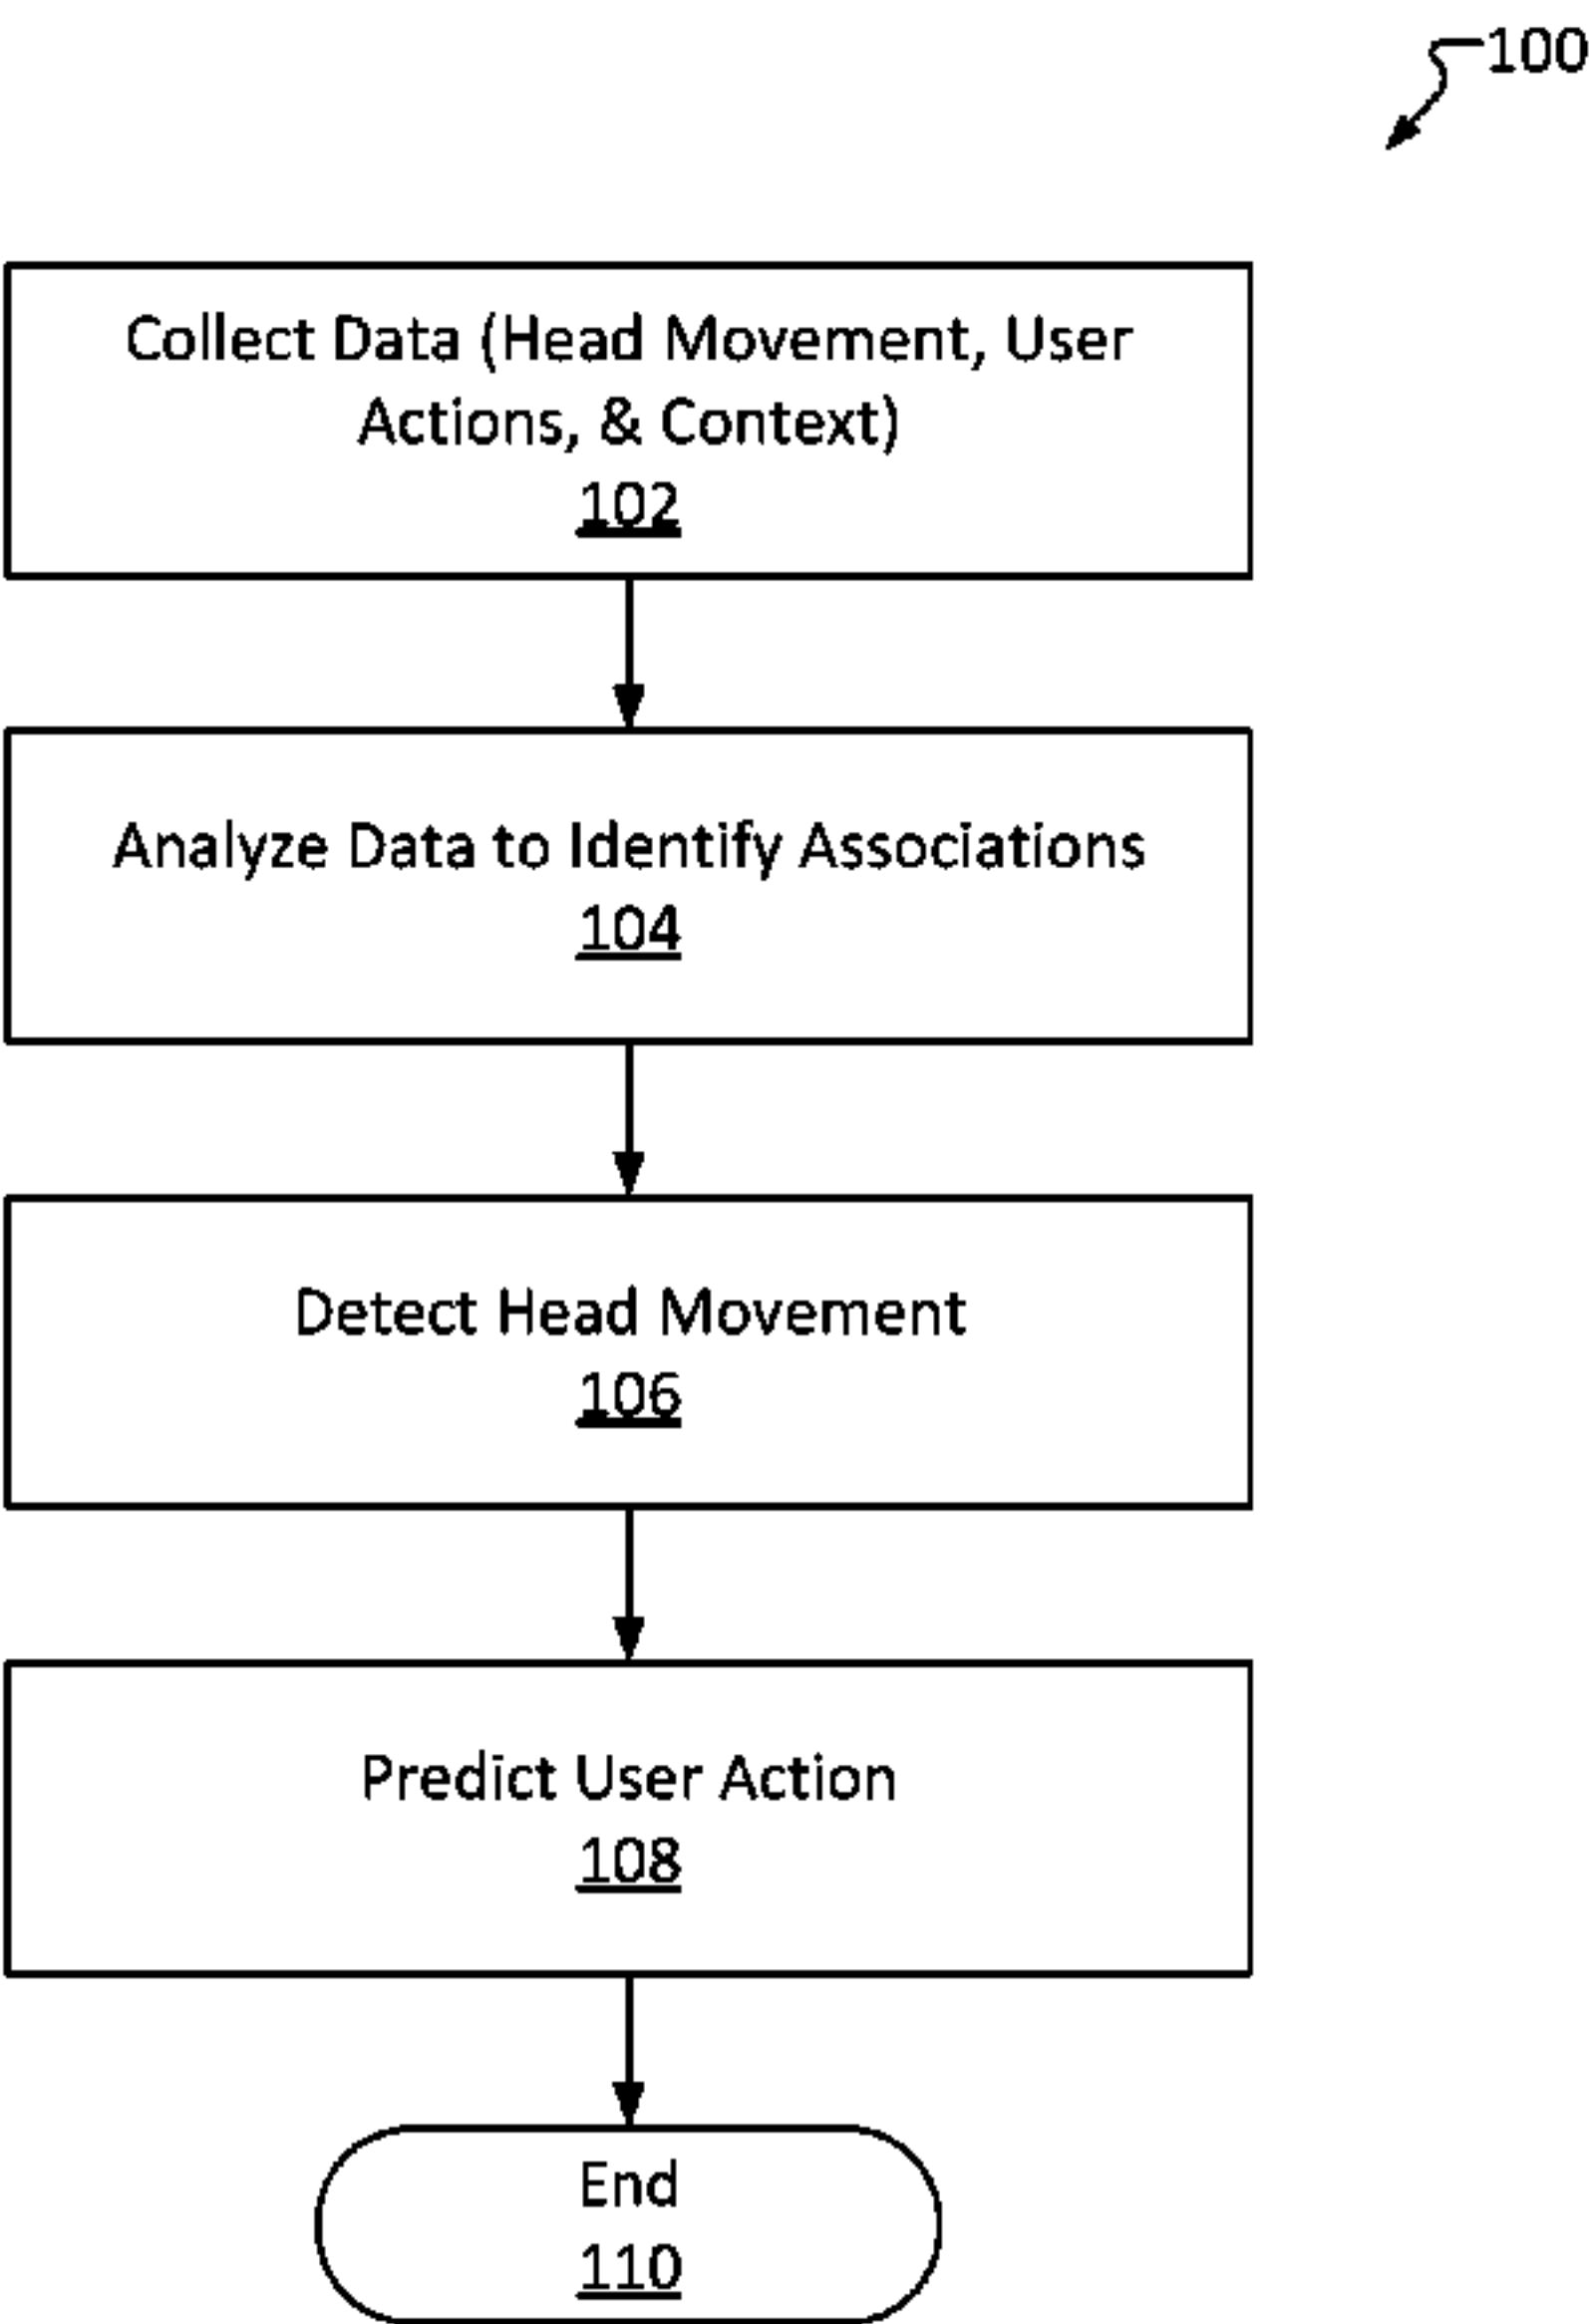 100
Collect Data (Head Movement, User
Actions, & Context)
102
Analyze Data to Identify Associations
104
Detect Head Movement
106
Predict User Action
108
End
110